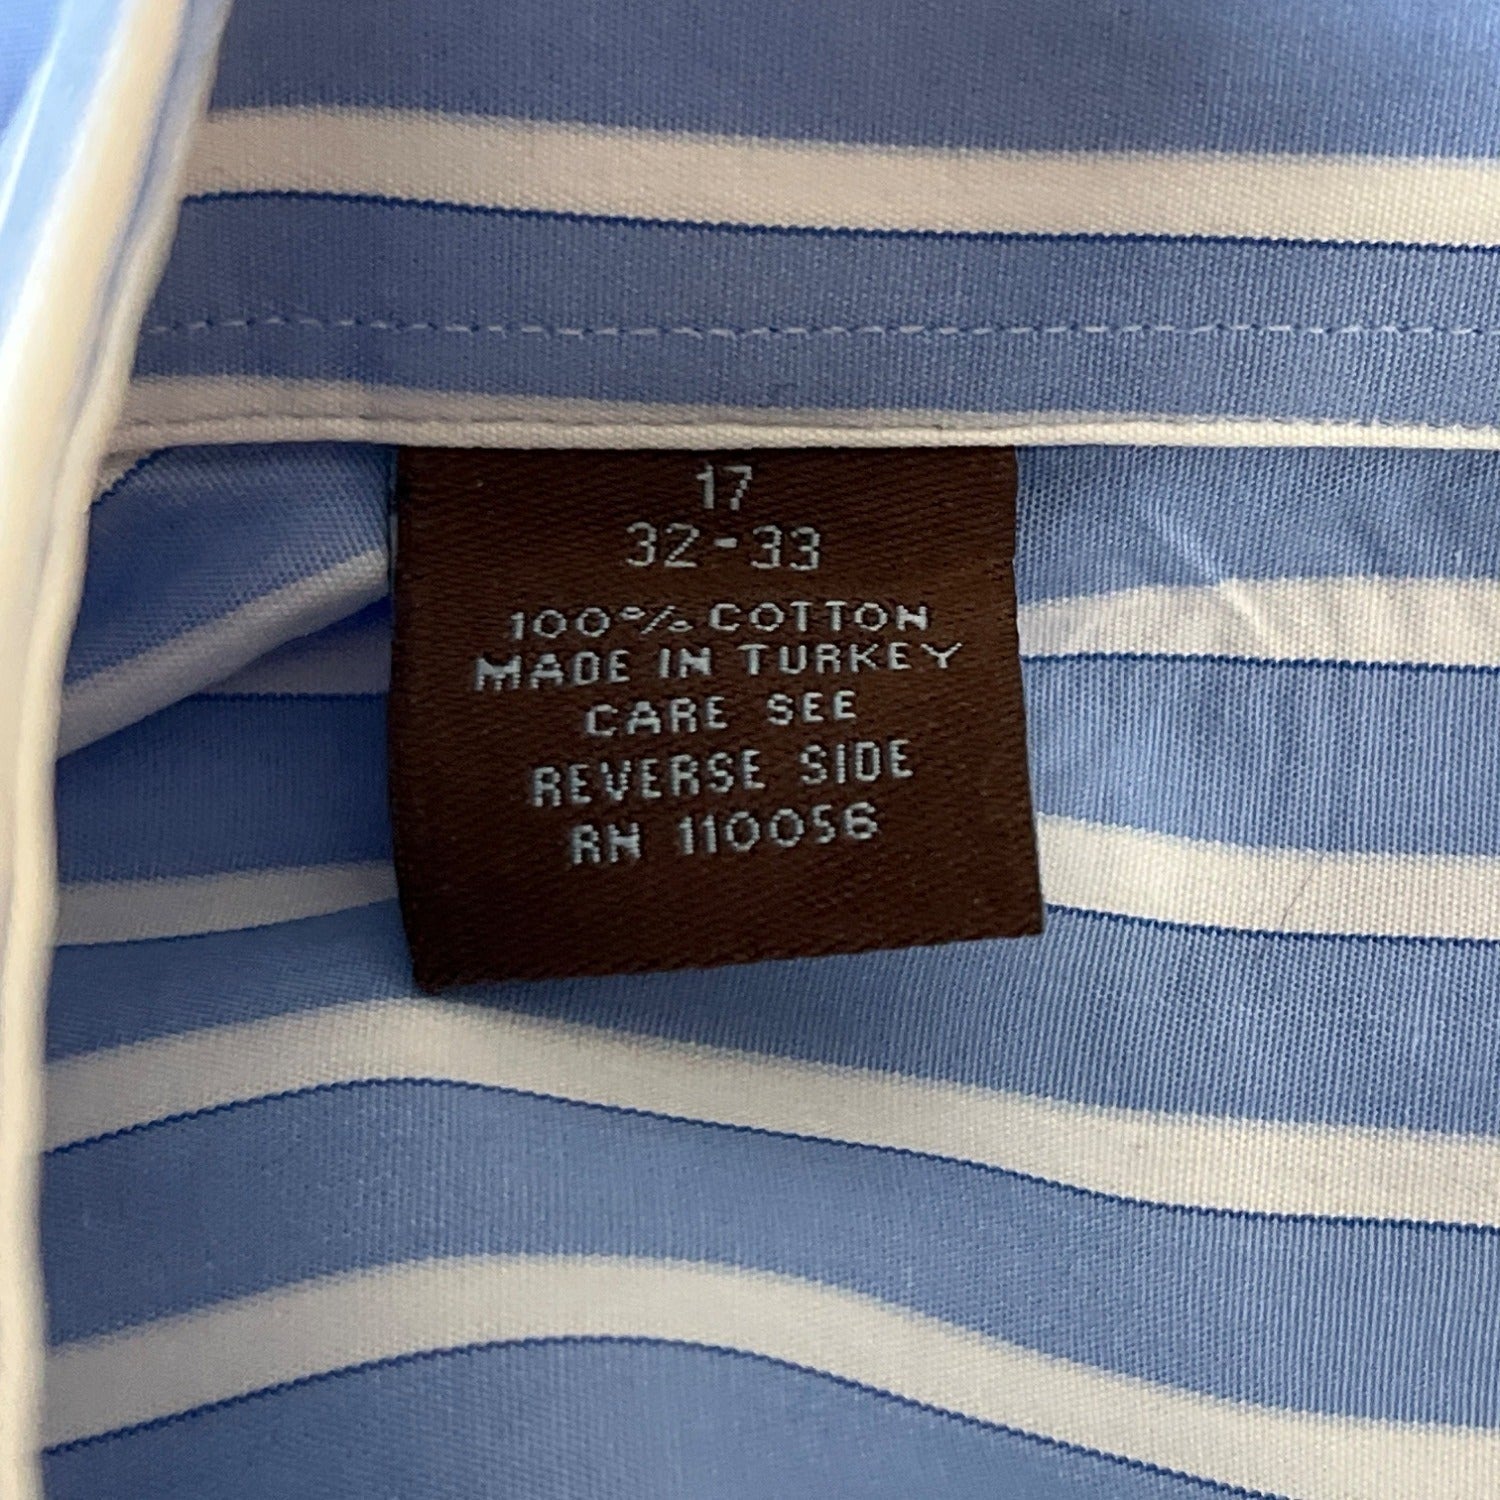 17
32-33
100% COTTON
MADE IN TURKEY
CARE SEE
REVERSE SIDE
RN 110056